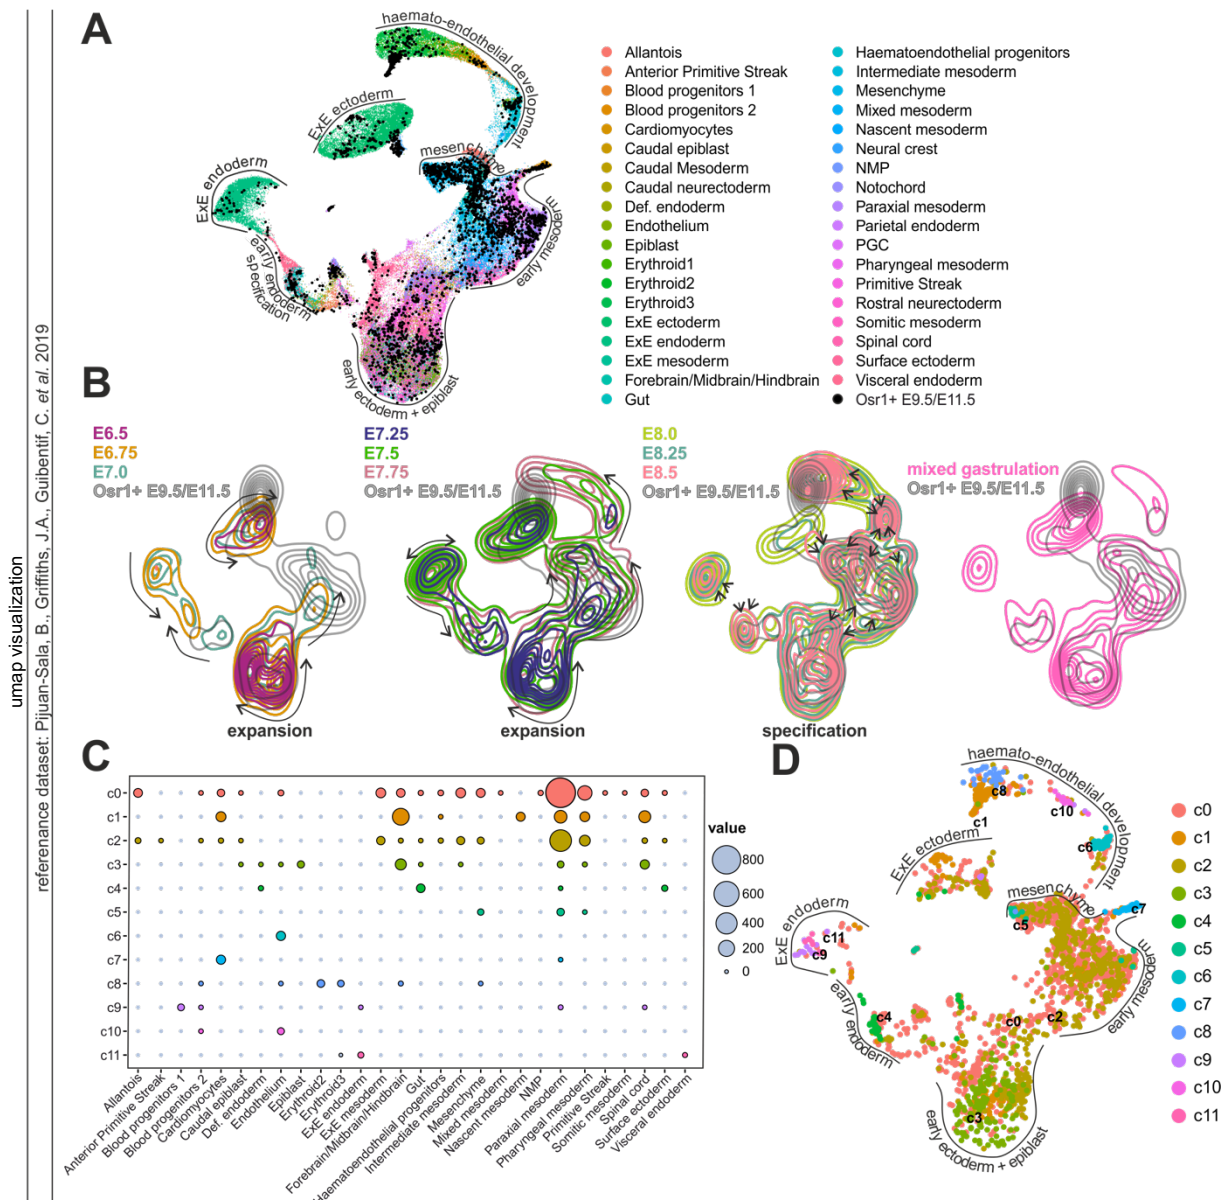 umap visualization
referenance dataset: Pijuan-Sala, B., Griffiths, J.A., Guibentif, C. et al. 2019
A
haemato-endothelial development
ExE ectoderm
mesenchyme
ExE endoderm
early endoderm
specification
early mesoderm
early ectoderm + epiblast
Allantois
Anterior Primitive Streak
Blood progenitors 1
Blood progenitors 2
Cardiomyocytes
Caudal epiblast
Caudal Mesoderm
Caudal neurectoderm
Def. endoderm
Endothelium
Epiblast
Erythroid1
Erythroid2
Erythroid3
ExE ectoderm
ExE endoderm
ExE mesoderm
Forebrain/Midbrain/Hindbrain
Gut
Haematoendothelial progenitors
Intermediate mesoderm
Mesenchyme
Mixed mesoderm
Nascent mesoderm
Neural crest
NMP
Notochord
Paraxial mesoderm
Parietal endoderm
PGC
Pharyngeal mesoderm
Primitive Streak
Rostral neurectoderm
Somitic mesoderm
Spinal cord
Surface ectoderm
Visceral endoderm
Osr1+ E9.5/E11.5
B
E6.5
E6.75
E7.0
Osr1+ E9.5/E11.5
expansion
E7.25
E7.5
E7.75
Osr1+ E9.5/E11.5
expansion
E8.0
E8.25
E8.5
Osr1+ E9.5/E11.5
specification
mixed gastrulation
Osr1+ E9.5/E11.5
C
c0
c1
c2
c3
c4
c5
c6
c7
c8
c9
c10
c11
Allantois
Anterior Primitive Streak
Blood progenitors 1
Blood progenitors 2
Cardiomyocytes
Caudal epiblast
Def. endoderm
Endothelium
Epiblast
Erythroid2
Erythroid3
ExE endoderm
ExE mesoderm
Forebrain/Midbrain/Hindbrain
Gut
Haematoendothelial progenitors
Intermediate mesoderm
Mesenchyme
Mixed mesoderm
Nascent mesoderm
NMP
Paraxial mesoderm
Pharyngeal mesoderm
Primitive Streak
Somitic mesoderm
Spinal cord
Surface ectoderm
Visceral endoderm
value
800
600
400
200
0
D
haemato-endothelial development
c8
c1
c10
c6
ExE ectoderm
mesenchyme
c7
c5
ExE endoderm
c11
c9
early mesoderm
early endoderm
c4
c0
c2
c3
early ectoderm + epiblast
c0
c1
c2
c3
c4
c5
c6
c7
c8
c9
c10
c11